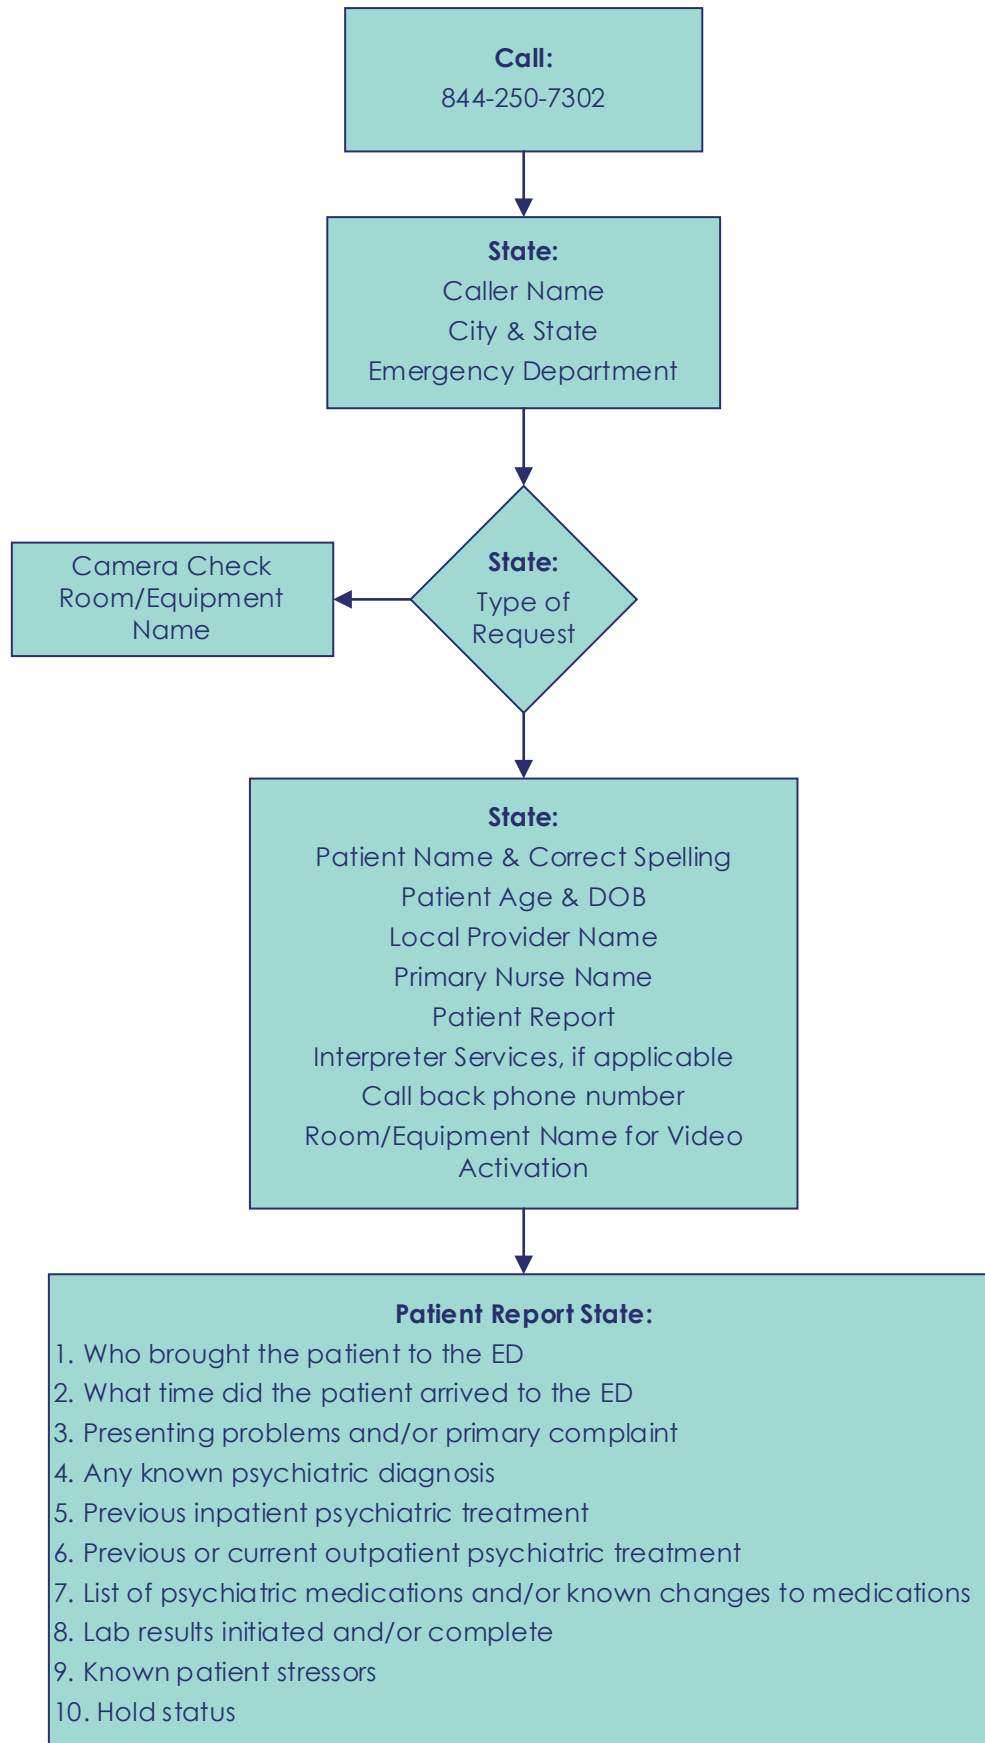 Call:
844-250-7302
State:
Caller Name
City & State
Emergency Department
State:
Type of
Request
Camera Check
Room/Equipment
Name
State:
Patient Name & Correct Spelling
Patient Age & DOB
Local Provider Name
Primary Nurse Name
Patient Report
Interpreter Services, if applicable
Call back phone number
Room/Equipment Name for Video
Activation
Patient Report State:
1. Who brought the patient to the ED
2. What time did the patient arrived to the ED
3. Presenting problems and/or primary complaint
4. Any known psychiatric diagnosis
5. Previous inpatient psychiatric treatment
6. Previous or current outpatient psychiatric treatment
7. List of psychiatric medications and/or known changes to medications
8. Lab results initiated and/or complete
9. Known patient stressors
10. Hold status